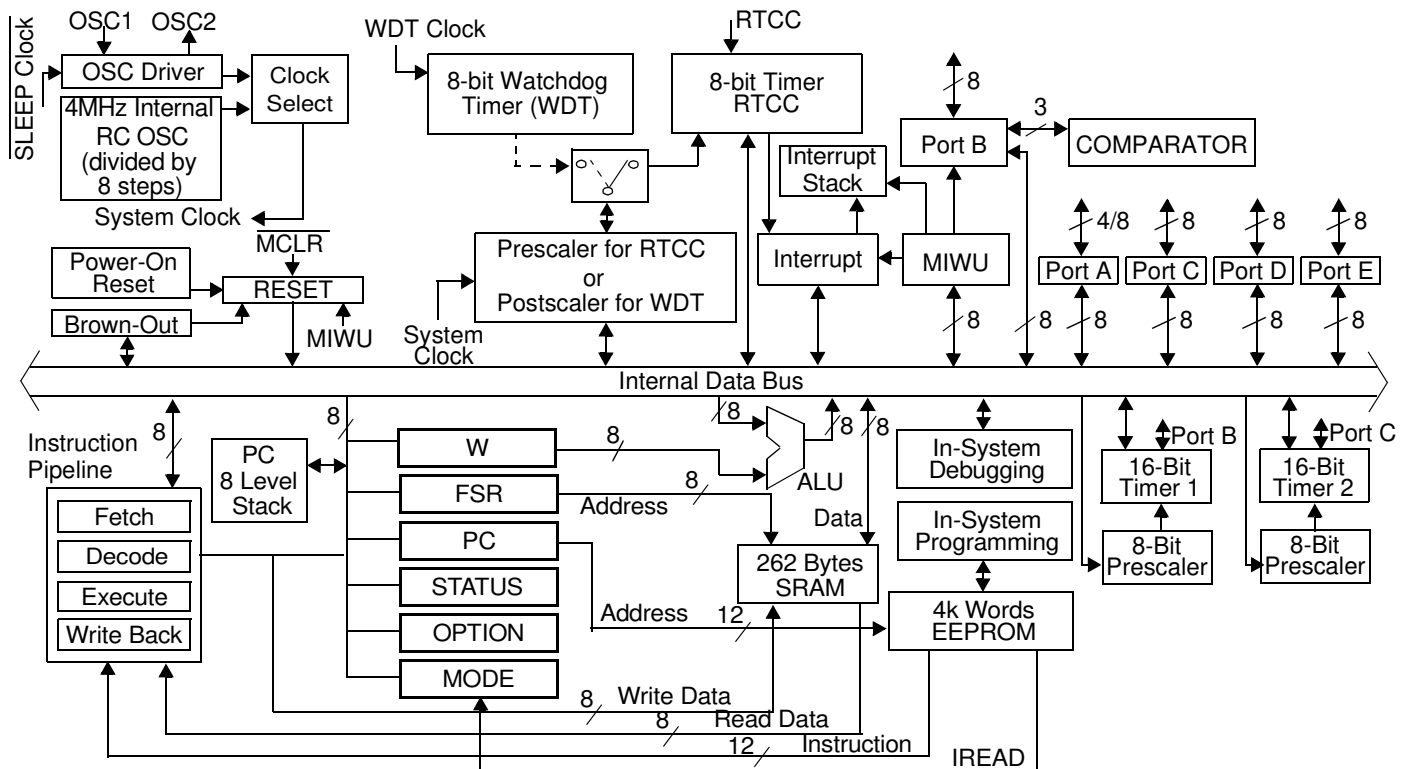 OSC1
OSC2
SLEEP Clock
OSC Driver
Clock
Select
4MHz Internal
RC OSC
(divided by
8 steps)
System Clock
WDT Clock
8-bit Watchdog
Timer (WDT)
RTCC
8-bit Timer
RTCC
8
Port B
3
COMPARATOR
Interrupt
Stack
Interrupt
MIWU
4/8
8
8
8
Port A
Port C
Port D
Port E
Power-On
Reset
MCLR
RESET
Brown-Out
MIWU
Prescaler for RTCC
or
Postscaler for WDT
System
Clock
8
8
8
8
8
8
Internal Data Bus
Instruction
Pipeline
8
Fetch
Decode
Execute
Write Back
PC
8 Level
Stack
8
W
FSR
PC
STATUS
OPTION
MODE
8
8
Address
8
8
8
ALU
Data
262 Bytes
SRAM
In-System
Debugging
In-System
Programming
4k Words
EEPROM
Address
12
Port B
16-Bit
Timer 1
8-Bit
Prescaler
Port C
16-Bit
Timer 2
8-Bit
Prescaler
8
Write Data
8
Read Data
12
Instruction
IREAD